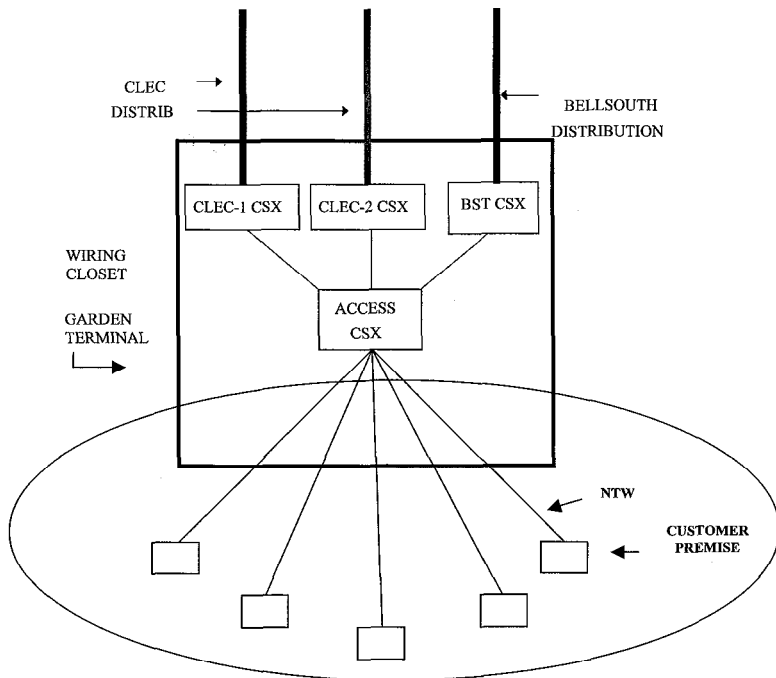 CLEC
DISTRIB
BELLSOUTH
DISTRIBUTION
CLEC-1 CSX
CLEC-2 CSX
BST CSX
WIRING
CLOSET
ACCESS
CSX
GARDEN
TERMINAL
NTW
CUSTOMER
PREMISE